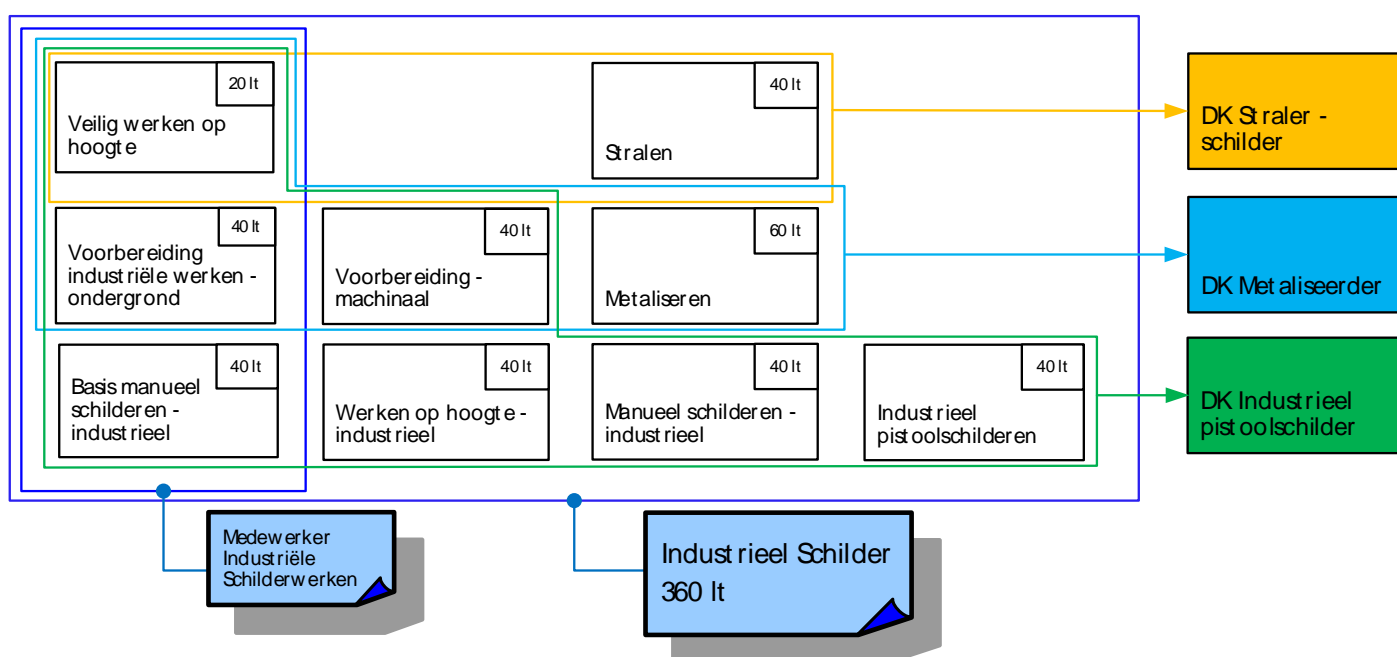 20 lt
Veilig werken op
hoogte
40 lt
Stralen
DK Straler -
schilder
40 lt
Voorbereiding
industriële werken -
ondergrond
40 lt
Voorbereiding -
machinaal
60 lt
Metaliseren
DK Metaliseerder
40 lt
Basis manueel
schilderen -
industrieel
40 lt
Werken op hoogte -
industrieel
40 lt
Manueel schilderen -
industrieel
40 lt
Industrieel
pistoolschilderen
DK Industrieel
pistoolschilder
Medewerker
Industriële
Schilderwerken
Industrieel Schilder
360 lt